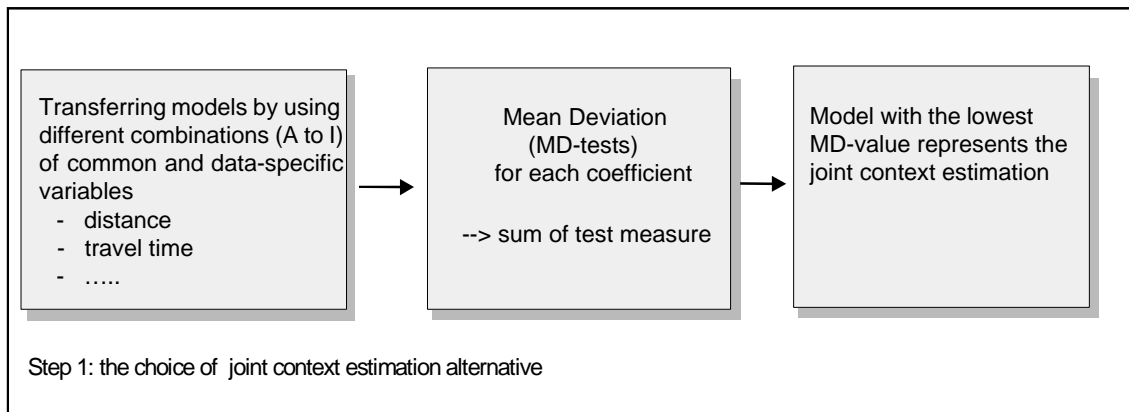 Transferring models by using
different combinations (A to I)
of common and data-specific
variables
- distance
- travel time
- …..
Mean Deviation
(MD-tests)
for each coefficient
--> sum of test measure
Model with the lowest
MD-value represents the
joint context estimation
Step 1: the choice of joint context estimation alternative